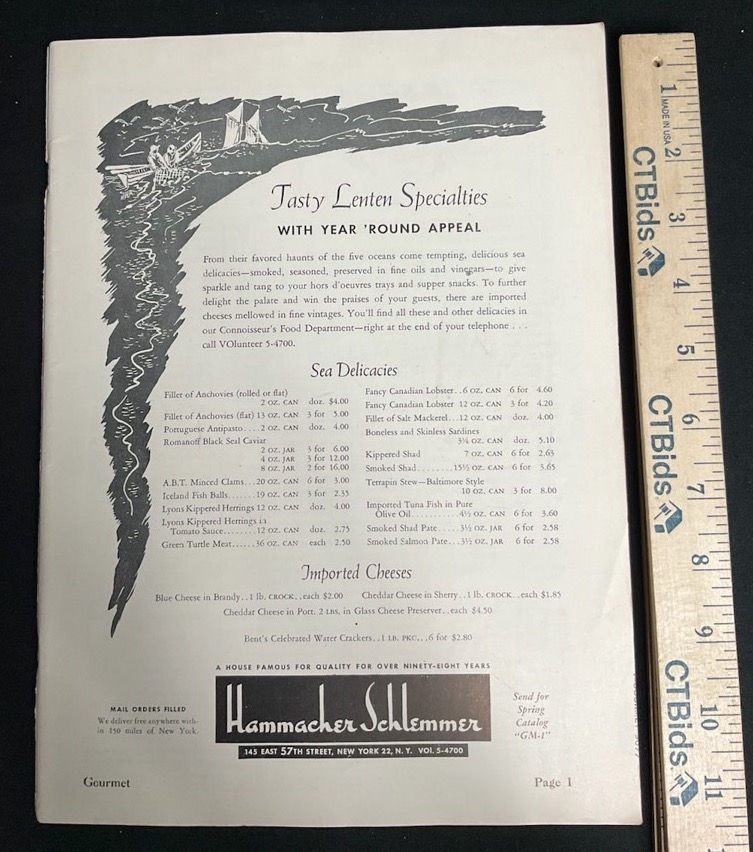 Tasty Lenten Specialties
WITH YEAR 'ROUND APPEAL
From their favored haunts of the five oceans come tempting, delicious sea
delicacies—smoked, seasoned, preserved in fine oils and vinegars—to give
sparkle and tang to your hors d'oeuvres trays and supper snacks. To further
delight the palate and win the praises of your guests, there are imported
cheeses mellowed in fine vintages. You'll find all these and other delicacies in
our Connoisseur's Food Department—right at the end of your telephone . . .
call VOlunteer 5-4700.
Sea Delicacies
Fillet of Anchovies (rolled or flat)
2 OZ. CAN doz. $4.00
Fillet of Anchovies (flat) 13 OZ. CAN 3 for 5.00
Portuguese Antipasto....2 OZ. CAN doz. 4.00
Romanoff Black Seal Caviar
2 OZ. JAR 3 for 6.00
4 OZ. JAR 3 for 12.00
8 OZ. JAR 2 for 16.00
A.B.T. Minced Clams...20 OZ. CAN 6 for 3.00
Iceland Fish Balls.......19 OZ. CAN 3 for 2.35
Lyons Kippered Herrings 12 OZ. CAN doz. 4.00
Lyons Kippered Herrings in
Tomato Sauce.......12 OZ. CAN doz. 2.75
Green Turtle Meat......36 OZ. CAN each 2.50
Fancy Canadian Lobster..6 OZ. CAN 6 for 4.60
Fancy Canadian Lobster 12 OZ. CAN 3 for 4.20
Fillet of Salt Mackerel...12 OZ. CAN doz. 4.00
Boneless and Skinless Sardines
3¾ OZ. CAN doz. 5.10
Kippered Shad 7 OZ. CAN 6 for 2.63
Smoked Shad........15½ OZ. CAN 6 for 3.65
Terrapin Stew—Baltimore Style
10 OZ. CAN 3 for 8.00
Imported Tuna Fish in Pure
Olive Oil...........4½ OZ. CAN 6 for 3.60
Smoked Shad Pate....3½ OZ. JAR 6 for 2.58
Smoked Salmon Pate...3½ OZ. JAR 6 for 2.58
Imported Cheeses
Blue Cheese in Brandy..1 lb. CROCK..each $2.00 Cheddar Cheese in Sherry..1 lb. CROCK..each $1.85
Cheddar Cheese in Port. 2 LBS. in Glass Cheese Preserver..each $4.50
Bent's Celebrated Water Crackers..1 LB. PKG...6 for $2.80
A HOUSE FAMOUS FOR QUALITY FOR OVER NINETY-EIGHT YEARS
MAIL ORDERS FILLED
We deliver free anywhere with-
in 150 miles of New York.
Hammacher Schlemmer
145 EAST 57TH STREET, NEW YORK 22, N. Y. VOl. 5-4700
Send for
Spring
Catalog
"GM-1"
Gourmet Page 1
1 MADE IN USA 2 3 4 5 6 7 8 9 10 11
CTBids
CTBids
CTBids